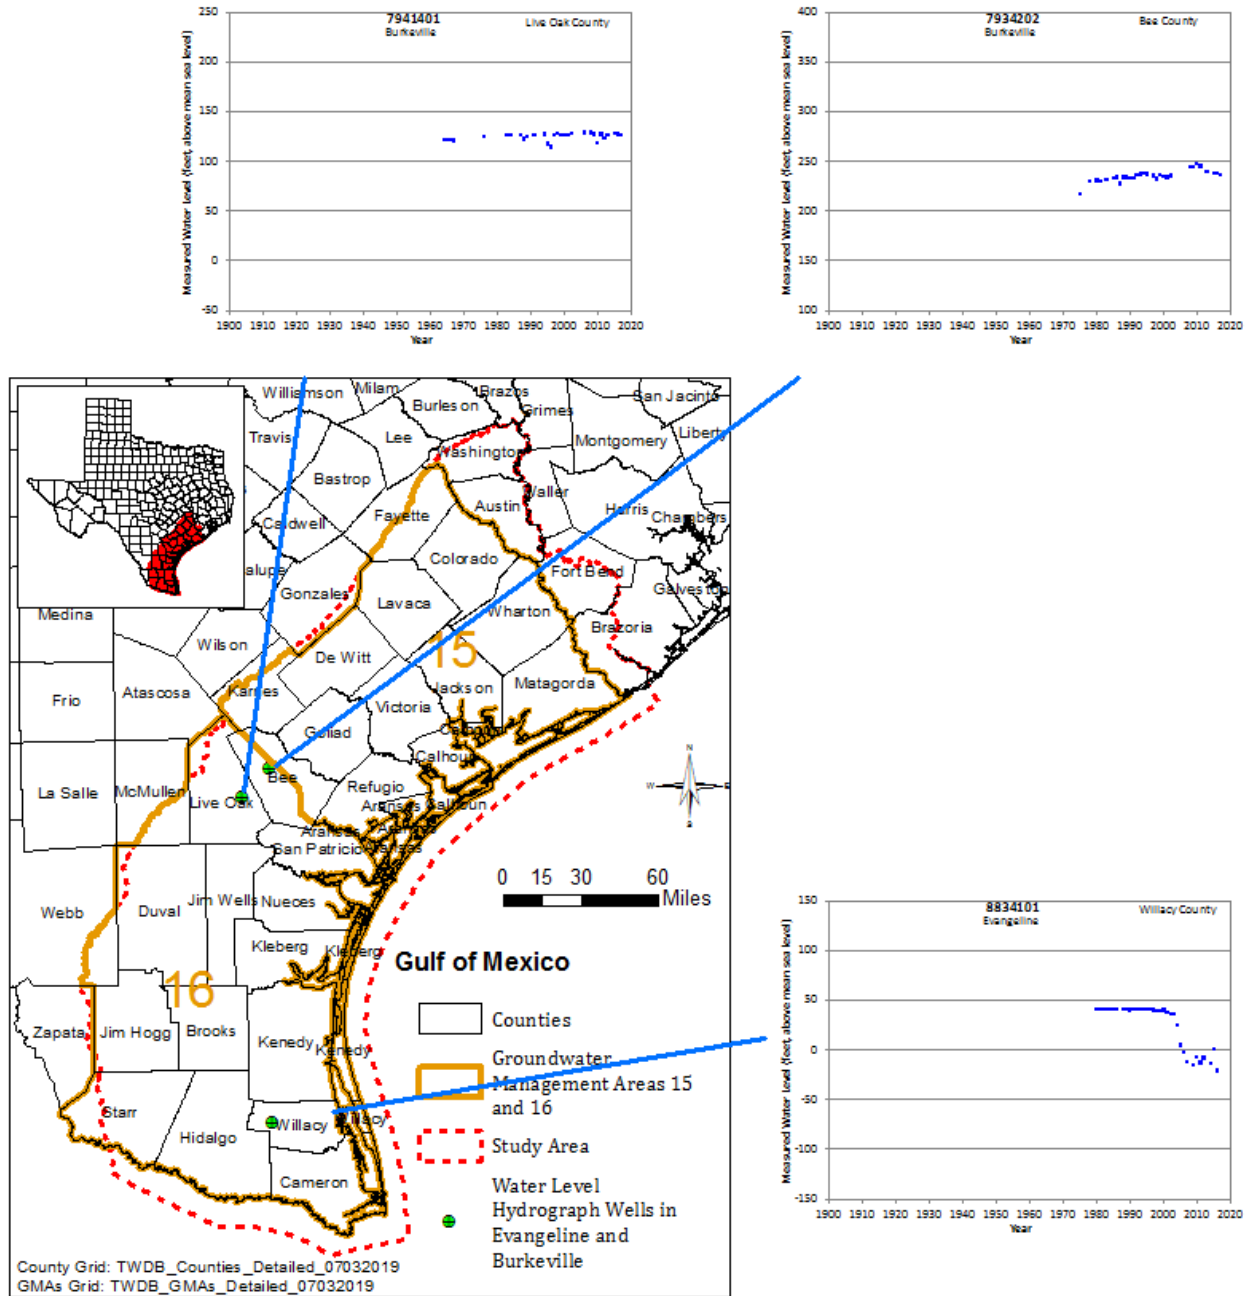 7941401
Burkeville
Live Oak County
Measured Water Level (feet, above mean sea level)
250
200
150
100
50
0
-50
1900 1910 1920 1930 1940 1950 1960 1970 1980 1990 2000 2010 2020
Year
7934202
Burkeville
Bee County
Measured Water Level (feet, above mean sea level)
400
350
300
250
200
150
100
1900 1910 1920 1930 1940 1950 1960 1970 1980 1990 2000 2010 2020
Year
Williamson
Milam
Brazos
Burleson
Grimes
San Jacinto
Travis
Lee
Washington
Montgomery
Liberty
Bastrop
Waller
Austin
Harris
Chambers
Caldwell
Fayette
Colorado
Fort Bend
alupe
Gonzales
Lavaca
Galveston
Medina
Wharton
Brazoria
Wilson
De Witt
15
Frio
Atascosa
Karnes
Jackson
Matagorda
Victoria
Goliad
Calhoun
Calhoun
La Salle
McMullen
Live Oak
Bee
Refugio
Aransas
Calhoun
Aransas
Aransas
San Patricio
Aransas
Webb
Duval
Jim Wells
Nueces
Kleberg
Kleberg
16
Zapata
Jim Hogg
Brooks
Kenedy
Kenedy
Starr
Hidalgo
Willacy
Willacy
Cameron
N
W
E
S
0 15 30 60
Miles
Gulf of Mexico
Counties
Groundwater
Management Areas 15
and 16
Study Area
Water Level
Hydrograph Wells in
Evangeline and
Burkeville
County Grid: TWDB_Counties_Detailed_07032019
GMAs Grid: TWDB_GMAs_Detailed_07032019
8834101
Evangeline
Willacy County
Measured Water Level (feet, above mean sea level)
150
100
50
0
-50
-100
-150
1900 1910 1920 1930 1940 1950 1960 1970 1980 1990 2000 2010 2020
Year